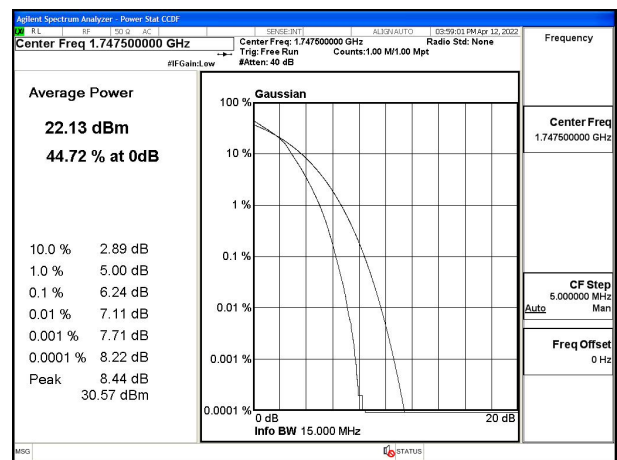 Agilent Spectrum Analyzer - Power Stat CCDF
RL RF 50 Ω AC SENSE:INT ALIGN AUTO 03:59:01 PM Apr 12, 2022
Center Freq 1.747500000 GHz
Center Freq: 1.747500000 GHz Radio Std: None
Trig: Free Run Counts:1.00 M/1.00 Mpt
#IFGain:Low #Atten: 40 dB
Frequency
Average Power
22.13 dBm
44.72 % at 0dB
10.0 % 2.89 dB
1.0 % 5.00 dB
0.1 % 6.24 dB
0.01 % 7.11 dB
0.001 % 7.71 dB
0.0001 % 8.22 dB
Peak 8.44 dB
30.57 dBm
Gaussian
100 %
10 %
1 %
0.1 %
0.01 %
0.001 %
0.0001 %
0 dB 20 dB
Info BW 15.000 MHz
Center Freq
1.747500000 GHz
CF Step
5.000000 MHz
Auto Man
Freq Offset
0 Hz
MSG STATUS